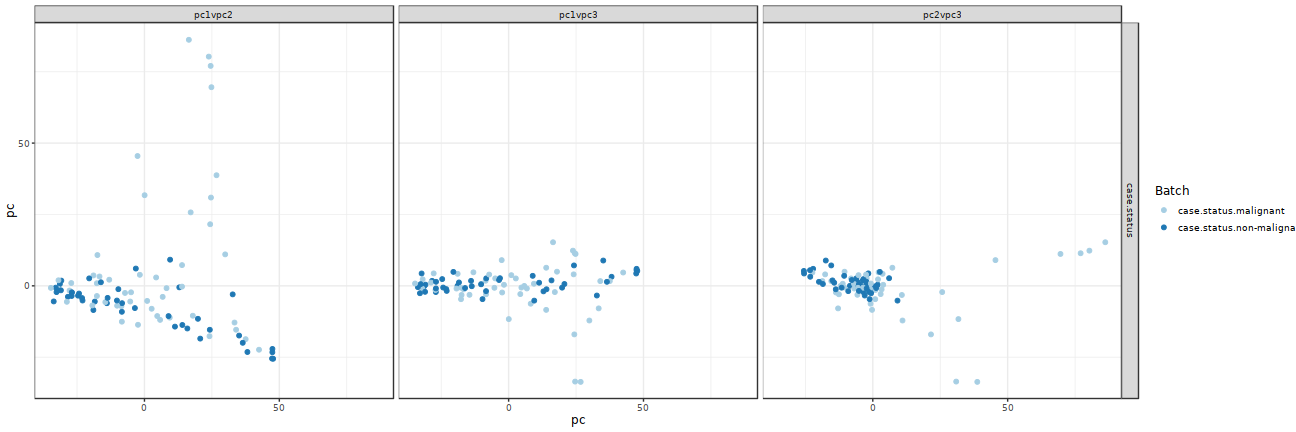 pc1vpc2 pc1vpc3 pc2vpc3
50
0
pc
case.status
0 50 0 50 0 50
pc
Batch
case.status.malignant
case.status.non-maligna